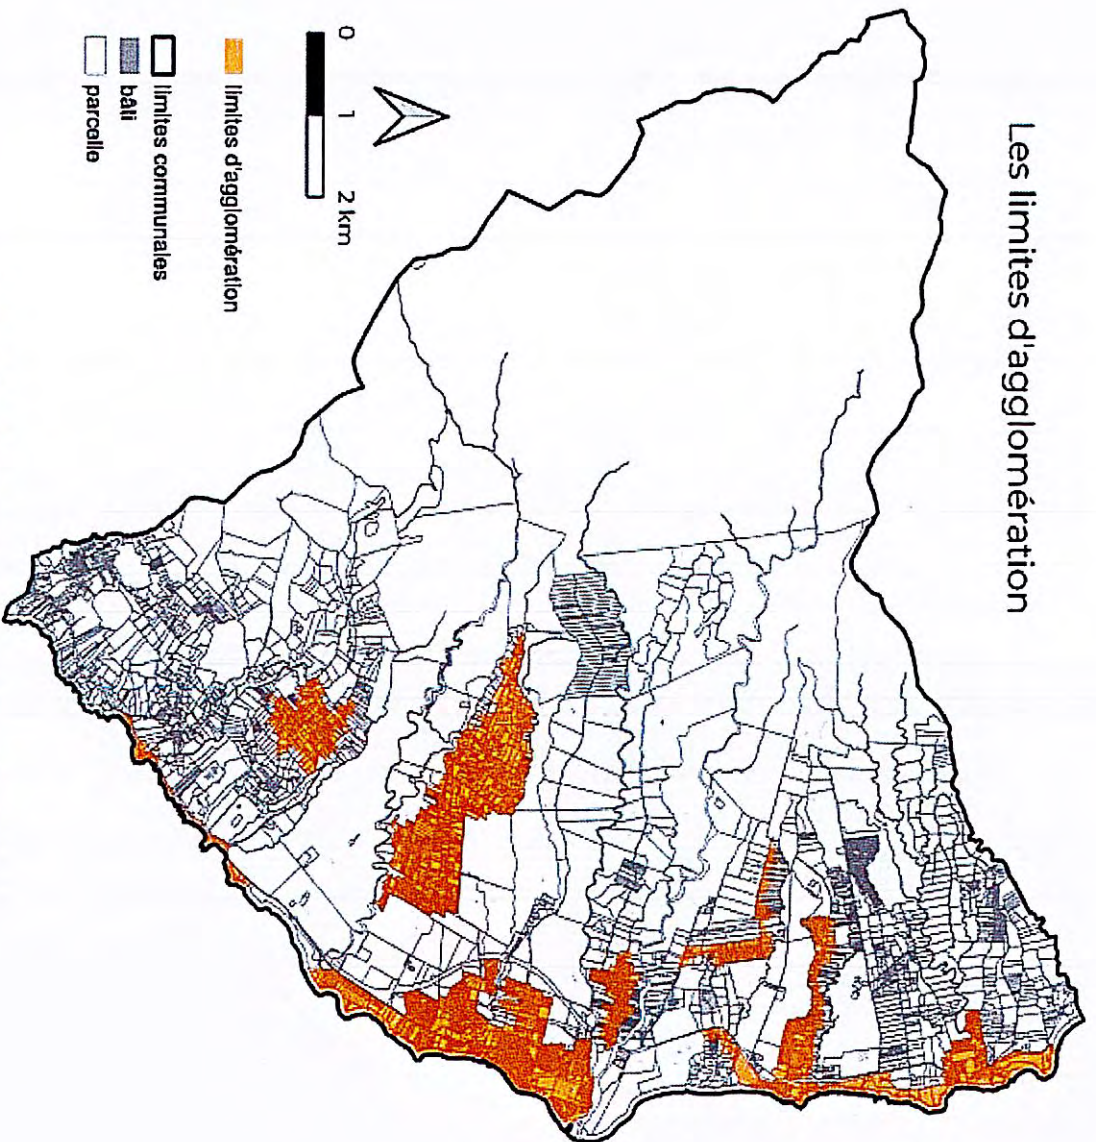 Les limites d'agglomération
0 1 2 km
limites d'agglomération
limites communales
bâti
parcelle